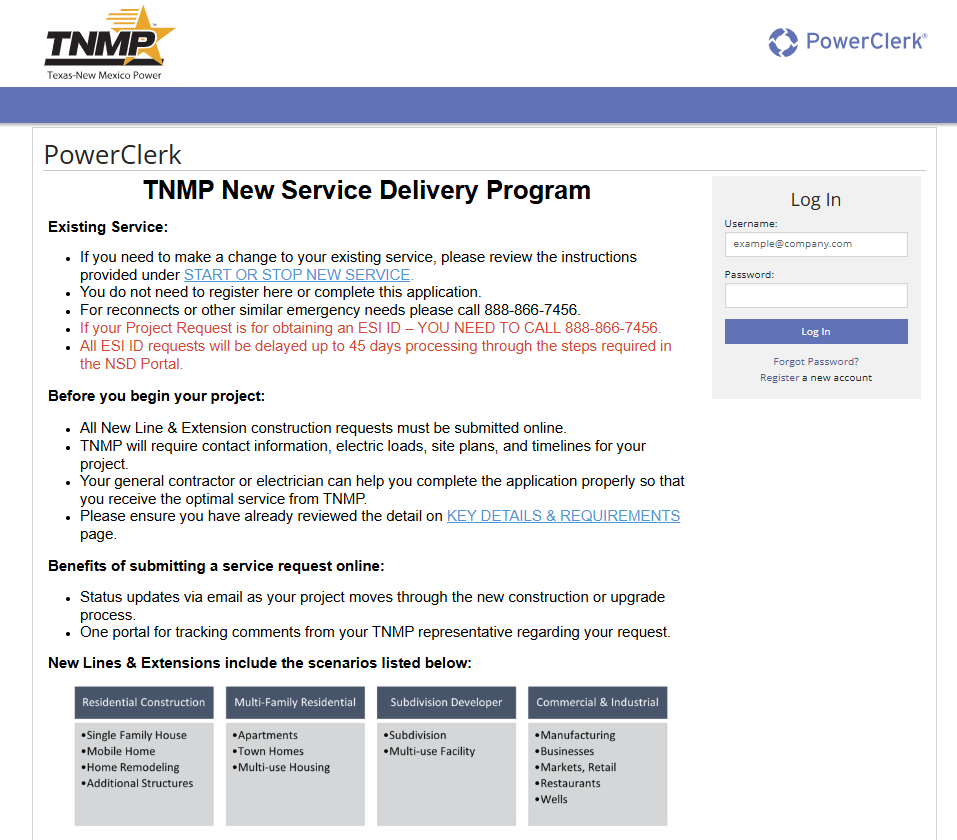 TNMP
™
Texas-New Mexico Power
PowerClerk®
PowerClerk
TNMP New Service Delivery Program
Existing Service:
• If you need to make a change to your existing service, please review the instructions
provided under START OR STOP NEW SERVICE.
• You do not need to register here or complete this application.
• For reconnects or other similar emergency needs please call 888-866-7456.
• If your Project Request is for obtaining an ESI ID – YOU NEED TO CALL 888-866-7456.
• All ESI ID requests will be delayed up to 45 days processing through the steps required in
the NSD Portal.
Before you begin your project:
• All New Line & Extension construction requests must be submitted online.
• TNMP will require contact information, electric loads, site plans, and timelines for your
project.
• Your general contractor or electrician can help you complete the application properly so that
you receive the optimal service from TNMP.
• Please ensure you have already reviewed the detail on KEY DETAILS & REQUIREMENTS
page.
Benefits of submitting a service request online:
• Status updates via email as your project moves through the new construction or upgrade
process.
• One portal for tracking comments from your TNMP representative regarding your request.
New Lines & Extensions include the scenarios listed below:
Residential Construction
•Single Family House
•Mobile Home
•Home Remodeling
•Additional Structures
Multi-Family Residential
•Apartments
•Town Homes
•Multi-use Housing
Subdivision Developer
•Subdivision
•Multi-use Facility
Commercial & Industrial
•Manufacturing
•Businesses
•Markets, Retail
•Restaurants
•Wells
Log In
Username:
example@company.com
Password:
Log In
Forgot Password?
Register a new account